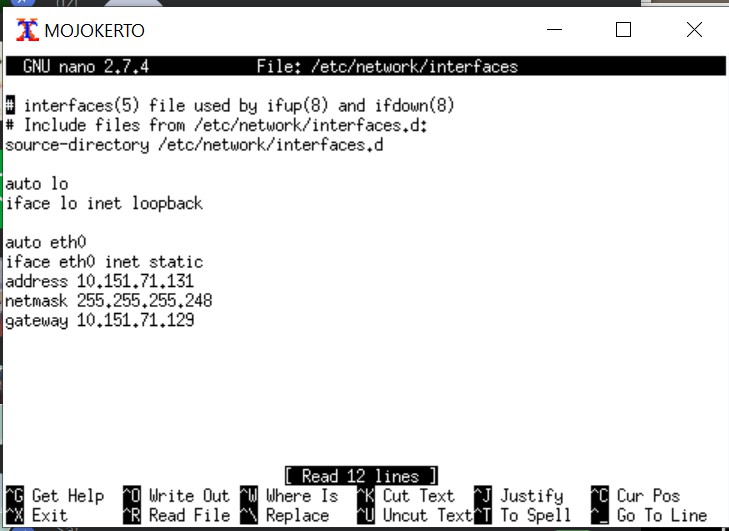 MOJOKERTO
GNU nano 2.7.4 File: /etc/network/interfaces
# interfaces(5) file used by ifup(8) and ifdown(8)
# Include files from /etc/network/interfaces.d:
source-directory /etc/network/interfaces.d
auto lo
iface lo inet loopback
auto eth0
iface eth0 inet static
address 10.151.71.131
netmask 255.255.255.248
gateway 10.151.71.129
[ Read 12 lines ]
^G Get Help ^O Write Out ^W Where Is ^K Cut Text ^J Justify ^C Cur Pos
^X Exit ^R Read File ^\ Replace ^U Uncut Text ^T To Spell ^_ Go To Line